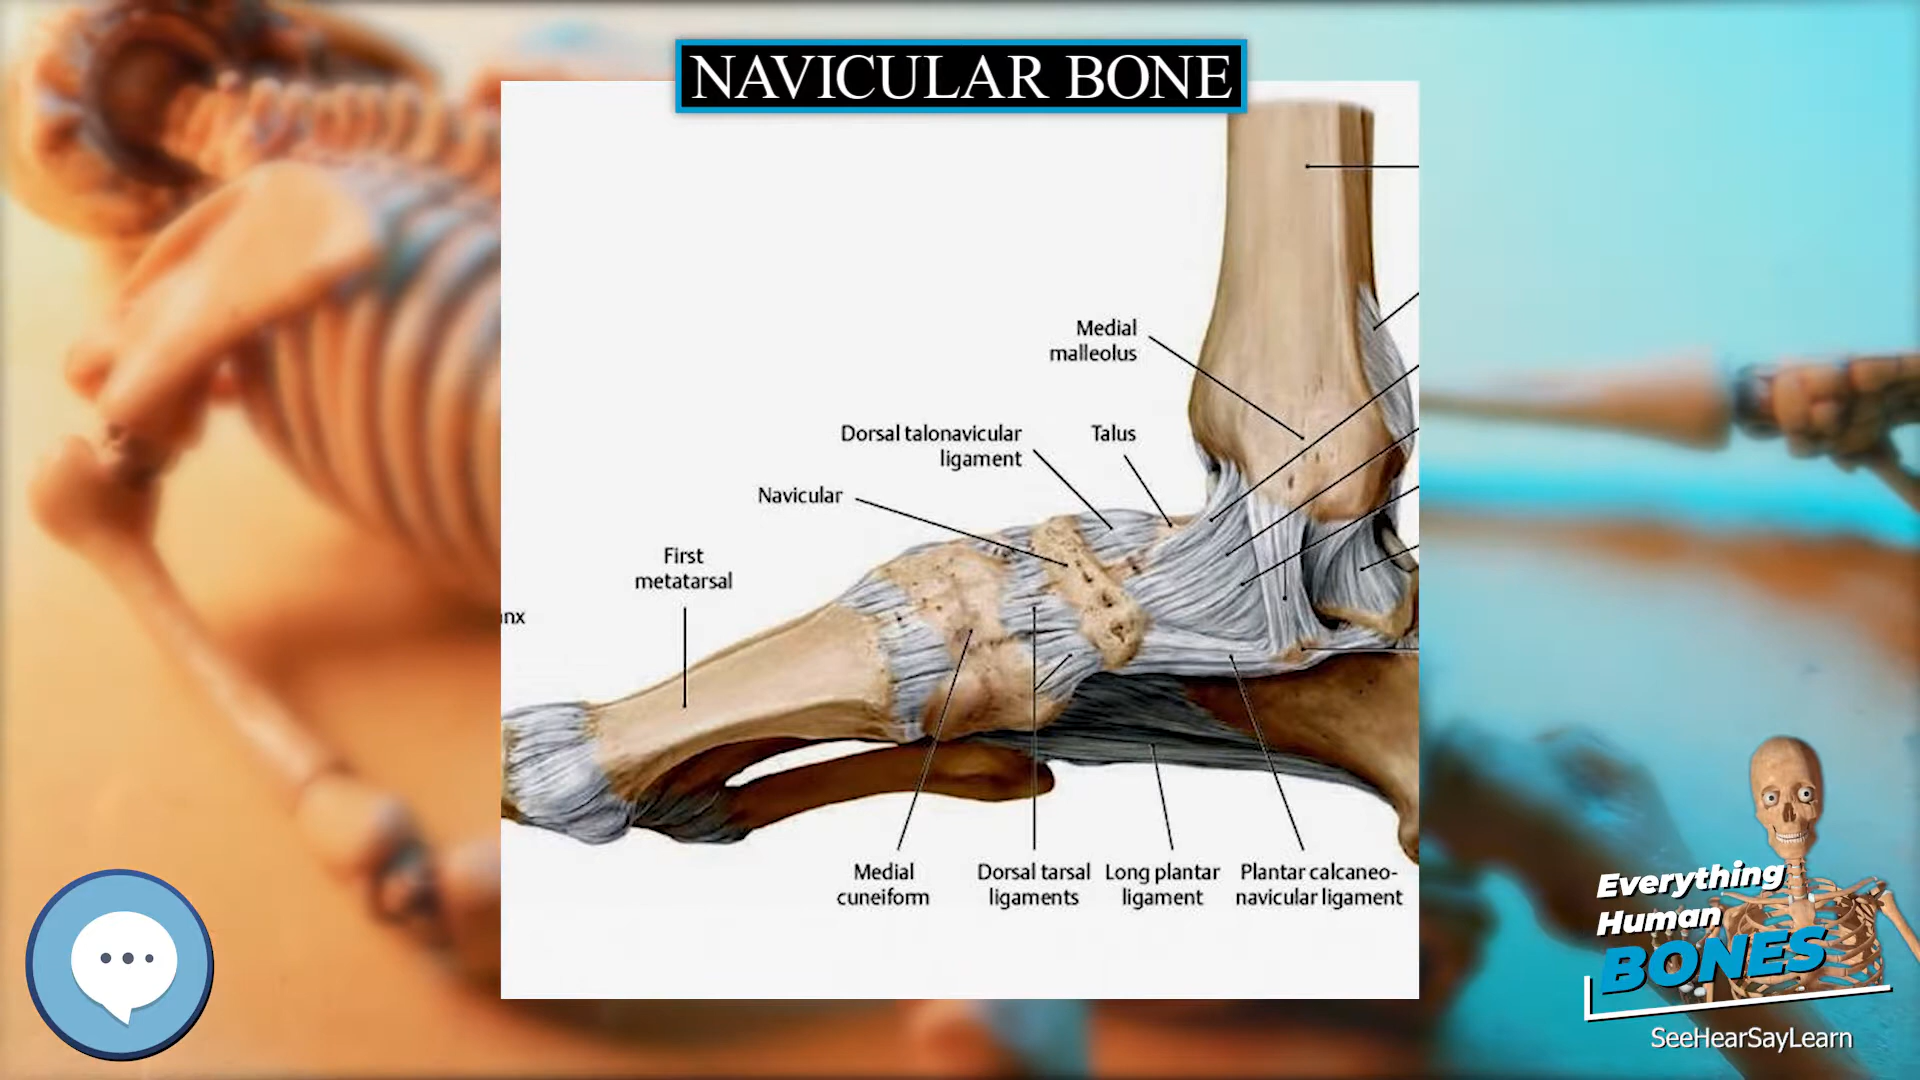 NAVICULAR BONE
Medial
malleolus
Dorsal talonavicular
ligament
Talus
Navicular
First
metatarsal
nx
Medial
cuneiform
Dorsal tarsal
ligaments
Long plantar
ligament
Plantar calcaneo-
navicular ligament
Everything
Human
BONES
SeeHearSayLearn